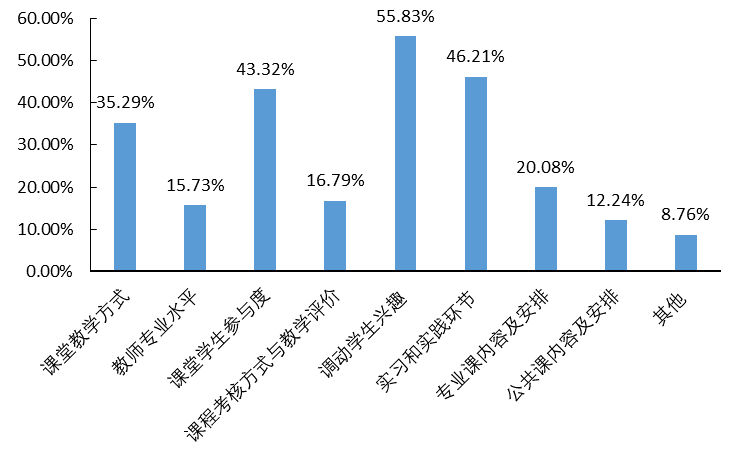 60.00%
50.00%
40.00%
30.00%
20.00%
10.00%
0.00%
35.29%
15.73%
43.32%
16.79%
55.83%
46.21%
20.08%
12.24%
8.76%
课堂教学方式
教师专业水平
课堂学生参与度
课程考核方式与教学评价
调动学生兴趣
实习和实践环节
专业课内容及安排
公共课内容及安排
其他